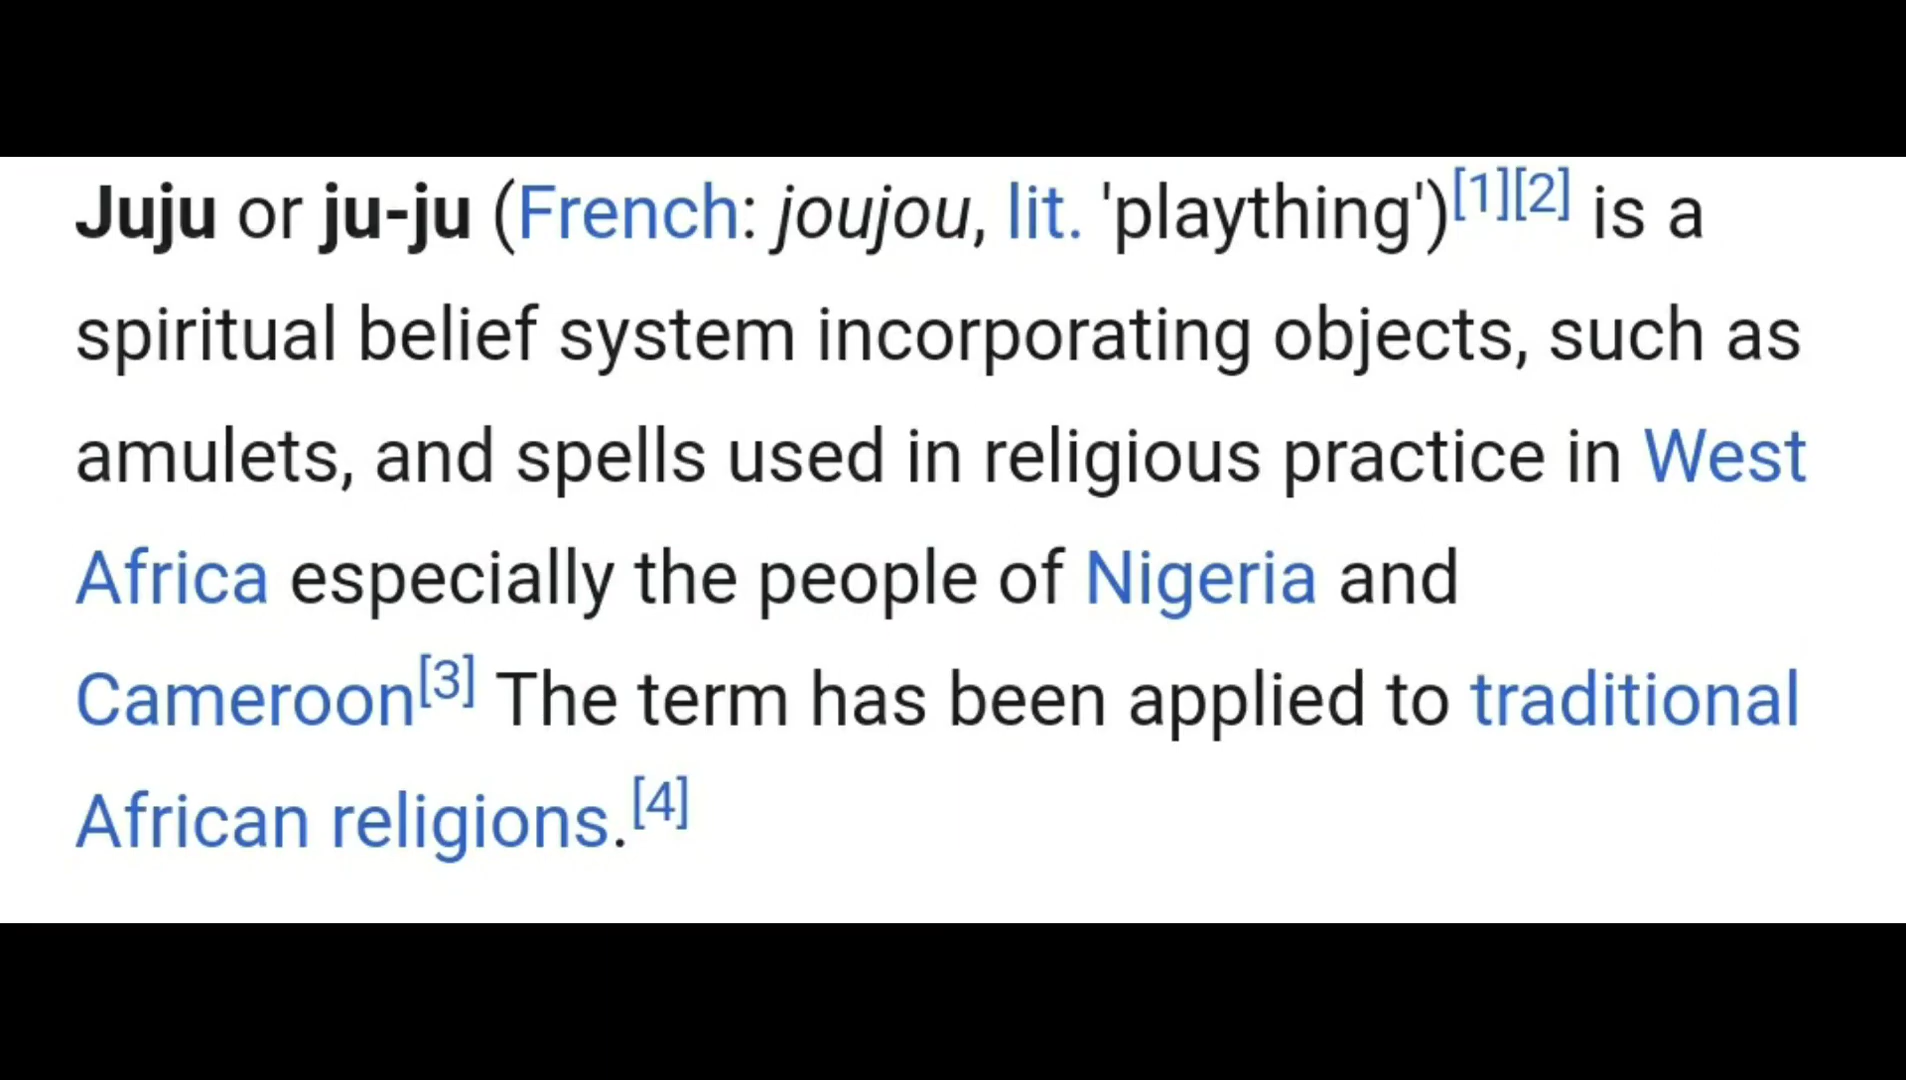 Juju or ju-ju (French: joujou, lit. 'plaything')[1][2] is a
spiritual belief system incorporating objects, such as
amulets, and spells used in religious practice in West
Africa especially the people of Nigeria and
Cameroon[3] The term has been applied to traditional
African religions.[4]